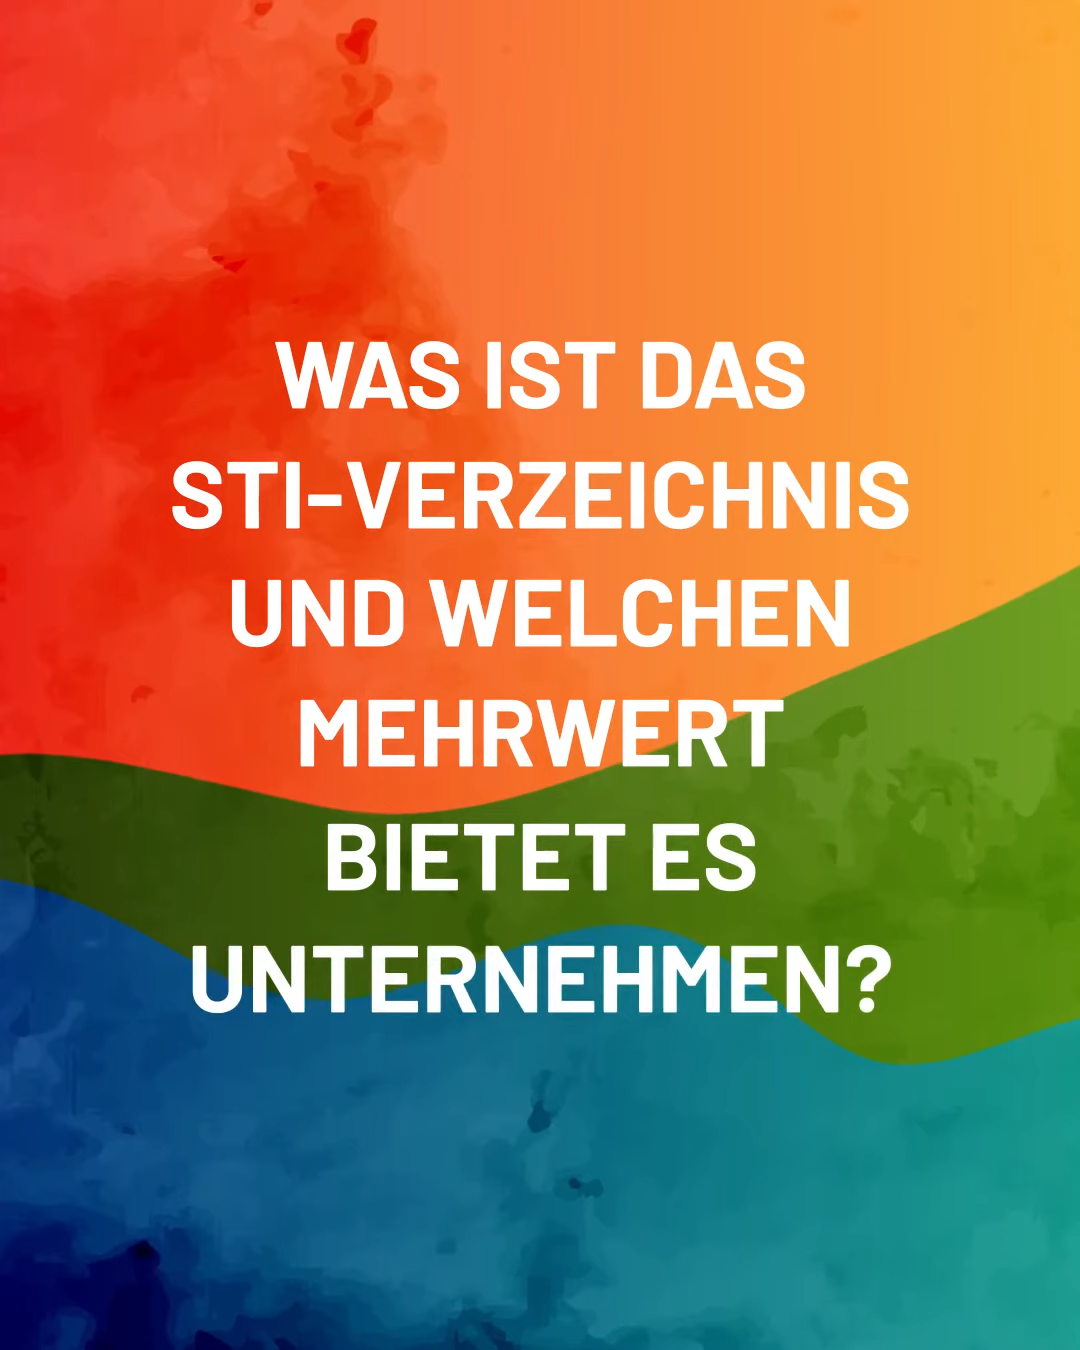 WAS IST DAS
STI-VERZEICHNIS
UND WELCHEN
MEHRWERT
BIETET ES
UNTERNEHMEN?